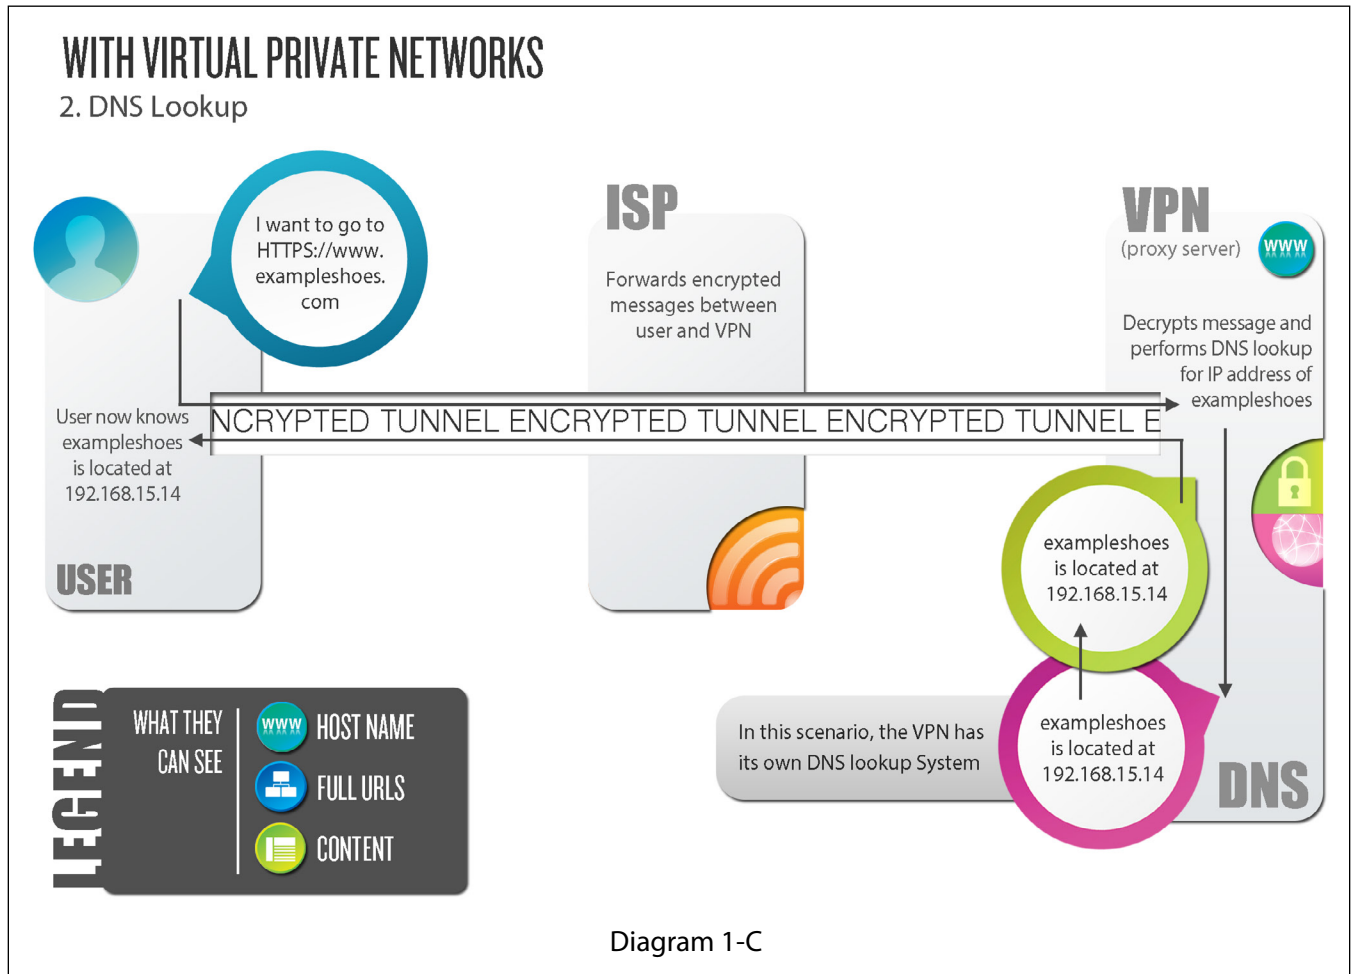 WITH VIRTUAL PRIVATE NETWORKS
2. DNS Lookup
I want to go to
HTTPS://www.
exampleshoes.
com
User now knows
exampleshoes
is located at
192.168.15.14
USER
ISP
Forwards encrypted
messages between
user and VPN
NCRYPTED TUNNEL ENCRYPTED TUNNEL ENCRYPTED TUNNEL E
VPN
(proxy server)
www
Decrypts message and
performs DNS lookup
for IP address of
exampleshoes
exampleshoes
is located at
192.168.15.14
exampleshoes
is located at
192.168.15.14
In this scenario, the VPN has
its own DNS lookup System
DNS
LEGEND
WHAT THEY
CAN SEE
www
HOST NAME
FULL URLS
CONTENT
Diagram 1-C